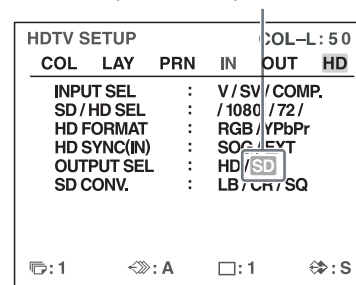 HDTV SETUP COL–L:50
COL LAY PRN IN OUT HD
INPUT SEL : V / SV / COMP.
SD / HD SEL : / 1080 / 72 /
HD FORMAT : RGB / YPbPr
HD SYNC(IN) : SOG / EXT
OUTPUT SEL : HD / SD
SD CONV. : LB / CR / SQ
:1 :A :1 :S